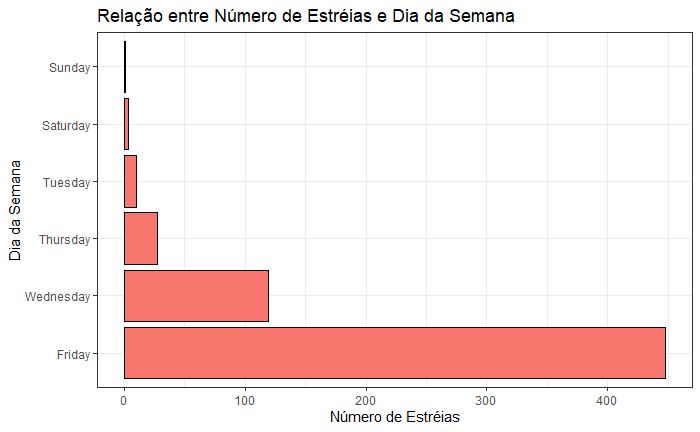 Relação entre Número de Estréias e Dia da Semana
Dia da Semana
Sunday
Saturday
Tuesday
Thursday
Wednesday
Friday
0 100 200 300 400
Número de Estréias